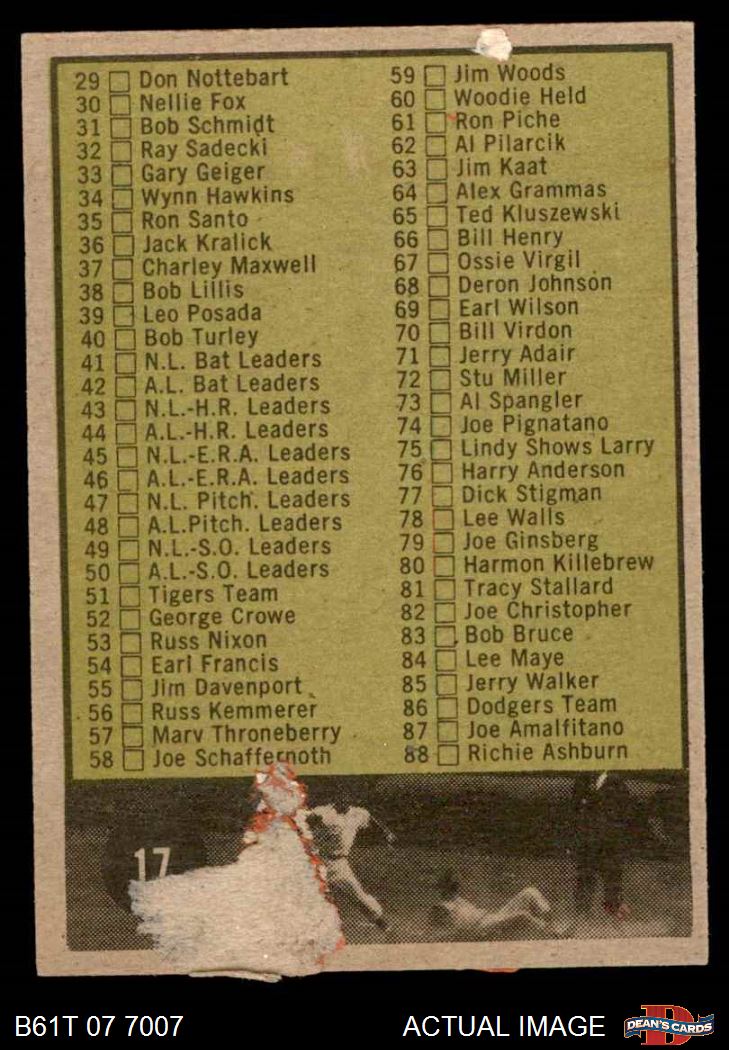 29 Don Nottebart
30 Nellie Fox
31 Bob Schmidt
32 Ray Sadecki
33 Gary Geiger
34 Wynn Hawkins
35 Ron Santo
36 Jack Kralick
37 Charley Maxwell
38 Bob Lillis
39 Leo Posada
40 Bob Turley
41 N.L. Bat Leaders
42 A.L. Bat Leaders
43 N.L.-H.R. Leaders
44 A.L.-H.R. Leaders
45 N.L.-E.R.A. Leaders
46 A.L.-E.R.A. Leaders
47 N.L. Pitch. Leaders
48 A.L.Pitch. Leaders
49 N.L.-S.O. Leaders
50 A.L.-S.O. Leaders
51 Tigers Team
52 George Crowe
53 Russ Nixon
54 Earl Francis
55 Jim Davenport
56 Russ Kemmerer
57 Marv Throneberry
58 Joe Schaffernoth
59 Jim Woods
60 Woodie Held
61 Ron Piche
62 Al Pilarcik
63 Jim Kaat
64 Alex Grammas
65 Ted Kluszewski
66 Bill Henry
67 Ossie Virgil
68 Deron Johnson
69 Earl Wilson
70 Bill Virdon
71 Jerry Adair
72 Stu Miller
73 Al Spangler
74 Joe Pignatano
75 Lindy Shows Larry
76 Harry Anderson
77 Dick Stigman
78 Lee Walls
79 Joe Ginsberg
80 Harmon Killebrew
81 Tracy Stallard
82 Joe Christopher
83 Bob Bruce
84 Lee Maye
85 Jerry Walker
86 Dodgers Team
87 Joe Amalfitano
88 Richie Ashburn
17
B61T 07 7007
ACTUAL IMAGE
DEAN'S CARDS